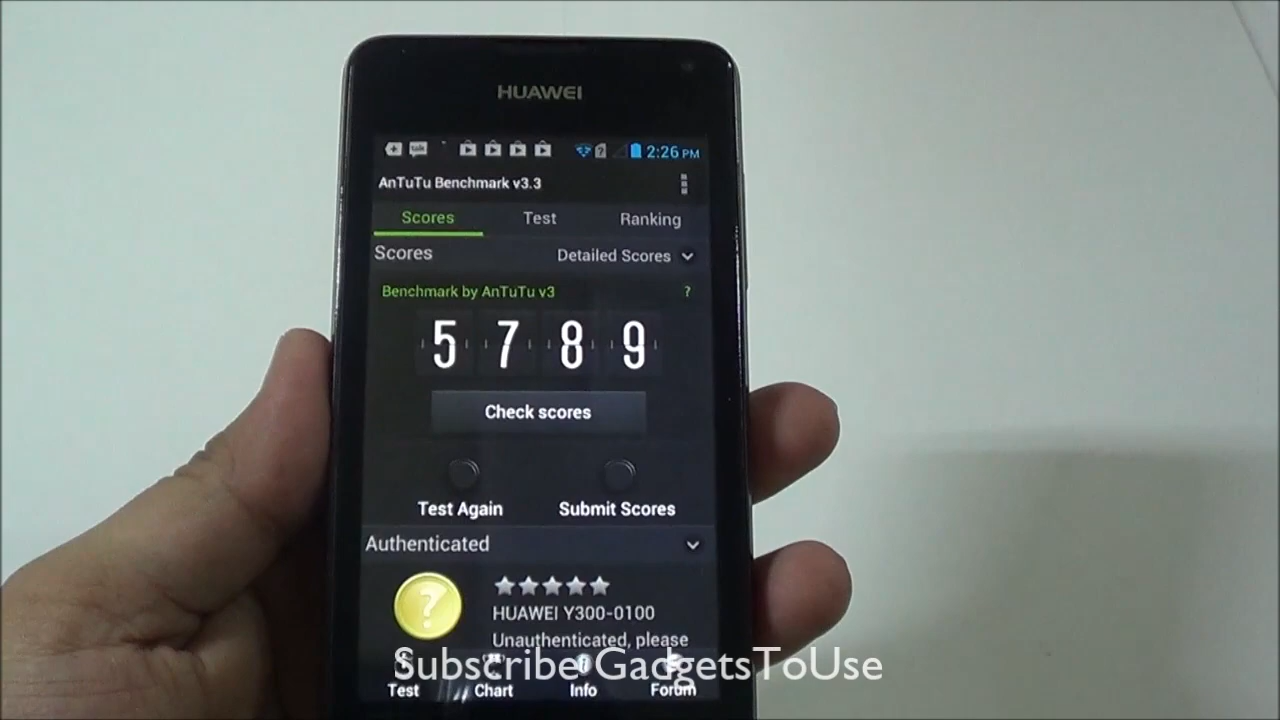 HUAWEI
talk 2:26 PM
AnTuTu Benchmark v3.3
Scores Test Ranking
Scores Detailed Scores
Benchmark by AnTuTu v3 ?
5789
Check scores
Test Again Submit Scores
Authenticated
?
HUAWEI Y300-0100
Unauthenticated, please
Subscribe GadgetsToUse
Test Chart Info Forum